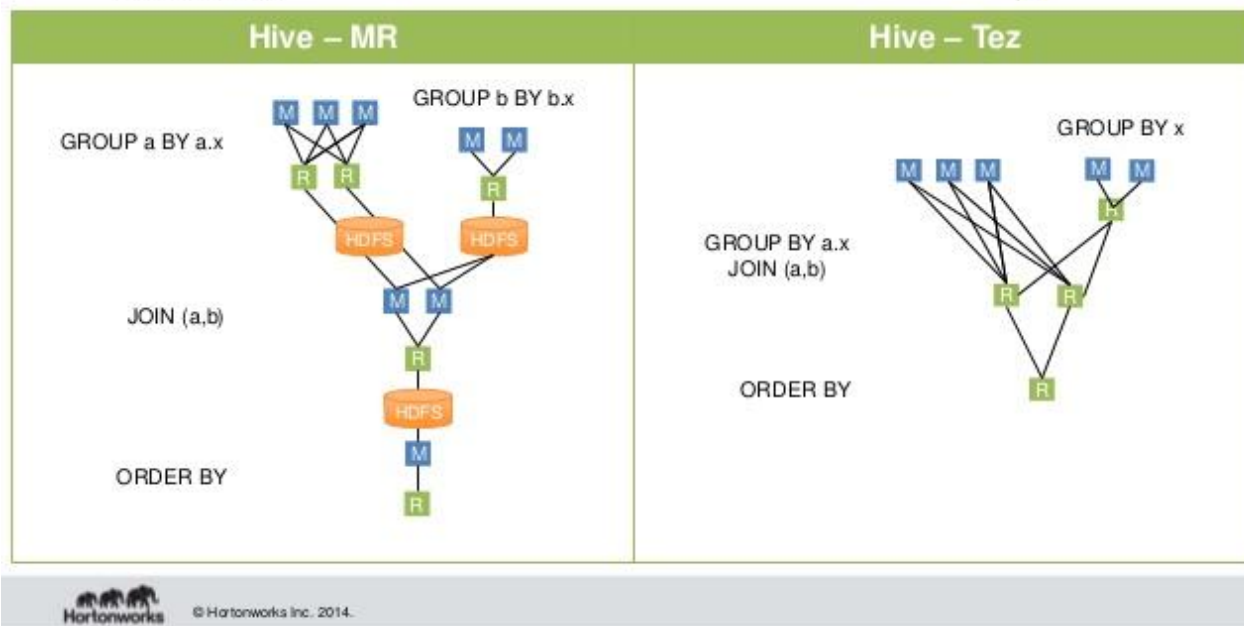 Hive – MR
GROUP b BY b.x
M M M
GROUP a BY a.x
M M
R R
R
HDFS
HDFS
M M
JOIN (a,b)
R
HDFS
M
ORDER BY
R
Hive – Tez
GROUP BY x
M M M
M M
R
GROUP BY a.x
JOIN (a,b)
R R
ORDER BY
R
Hortonworks
© Hortonworks Inc. 2014.